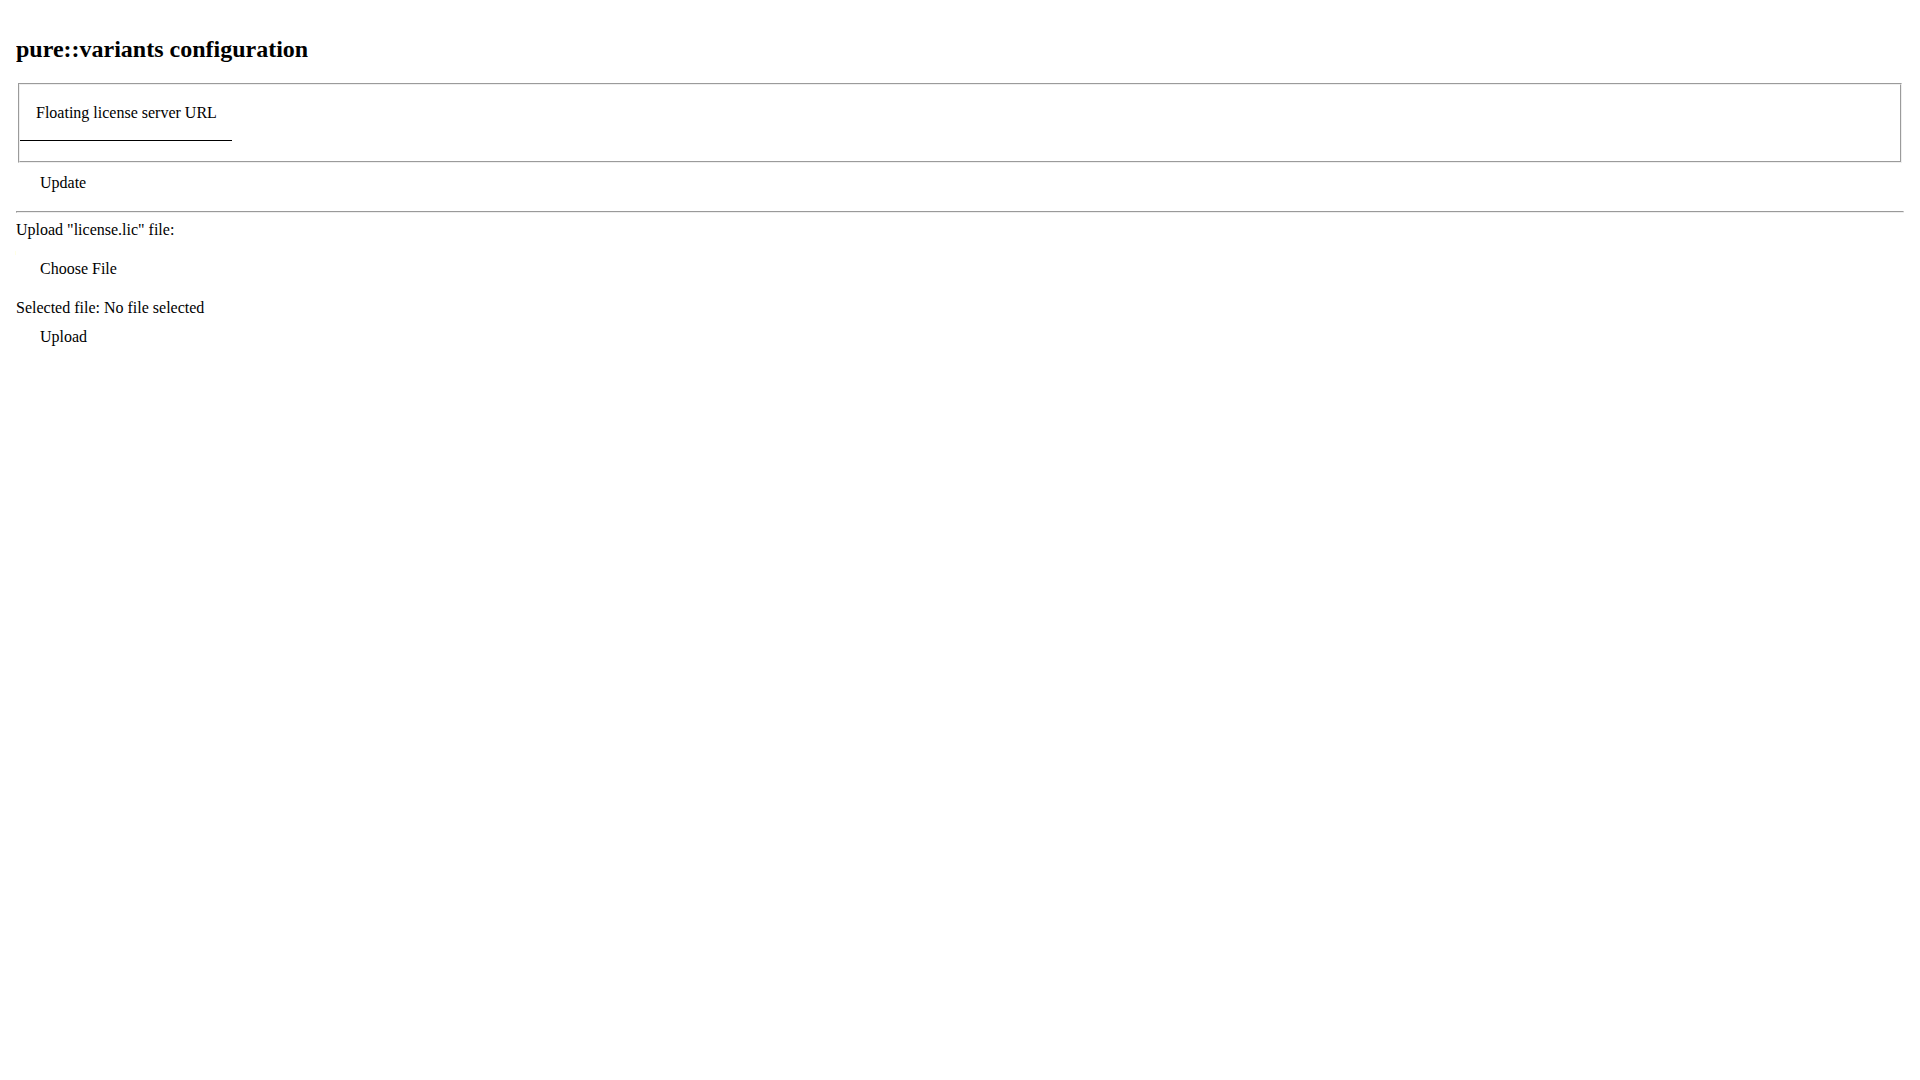 pure::variants configuration
Floating license server URL
Update
Upload "license.lic" file:
Choose File
Selected file: No file selected
Upload